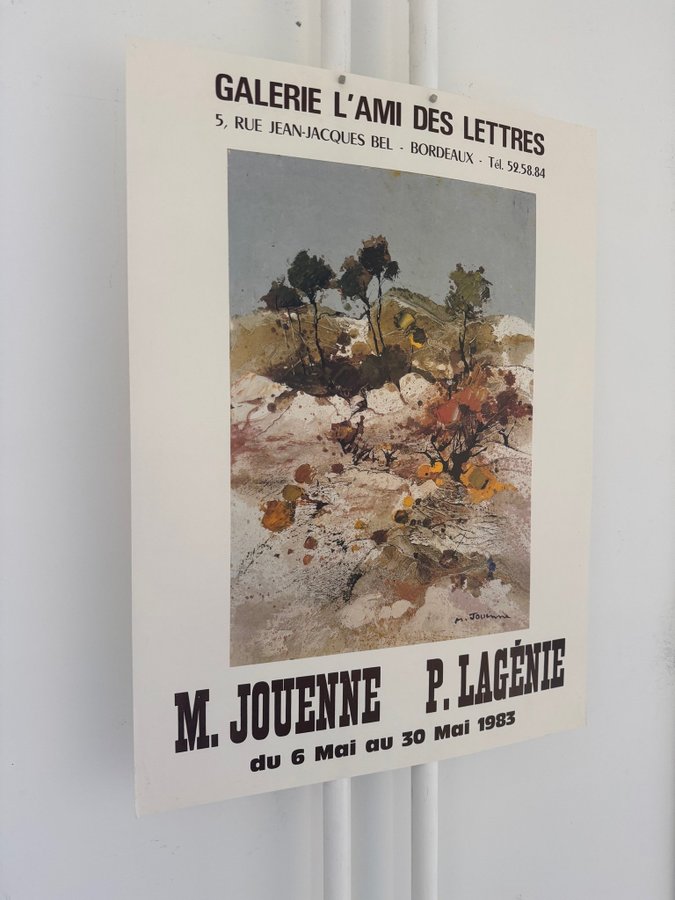 GALERIE L'AMI DES LETTRES
5, RUE JEAN-JACQUES BEL - BORDEAUX - Tél. 52.58.84
M. Jouenne
M. JOUENNE P. LAGÉNIE
du 6 Mai au 30 Mai 1983